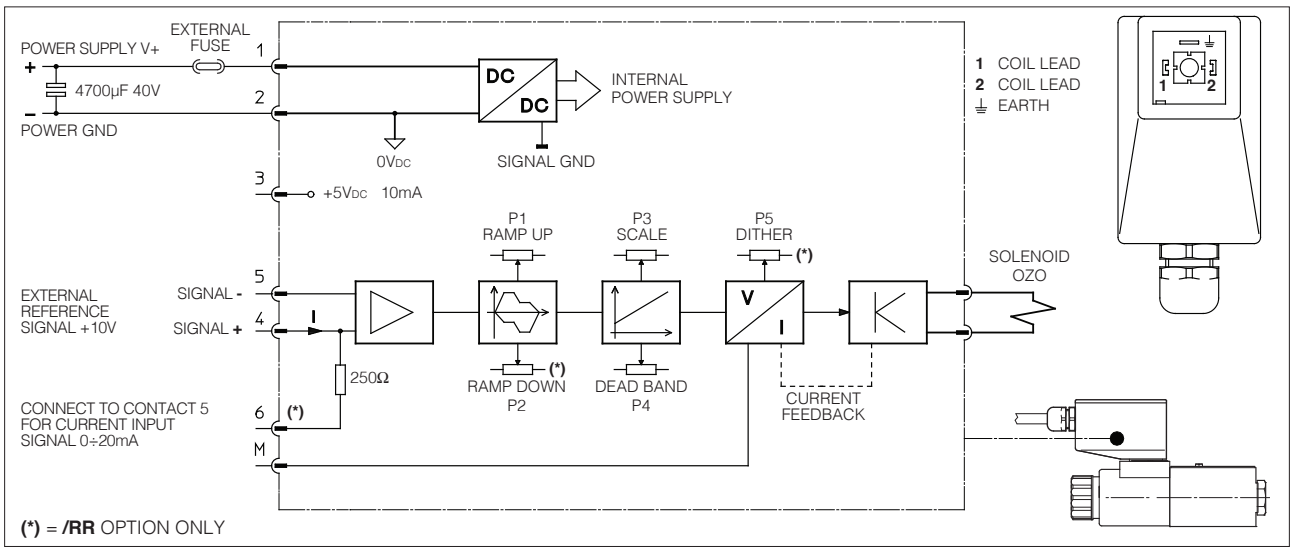 POWER SUPPLY V+
EXTERNAL
FUSE
1
+
4700µF 40V
2
–
POWER GND
DC
DC
INTERNAL
POWER SUPPLY
0VDC
SIGNAL GND
3
+5VDC 10mA
1 COIL LEAD
2 COIL LEAD
EARTH
1
2
P1
RAMP UP
P3
SCALE
P5
DITHER
(*)
SOLENOID
OZO
EXTERNAL
REFERENCE
SIGNAL +10V
5
SIGNAL -
4
SIGNAL +
I
V
I
250Ω
(*)
RAMP DOWN
P2
DEAD BAND
P4
CURRENT
FEEDBACK
CONNECT TO CONTACT 5
FOR CURRENT INPUT
SIGNAL 0÷20mA
6 (*)
M
(*) = /RR OPTION ONLY